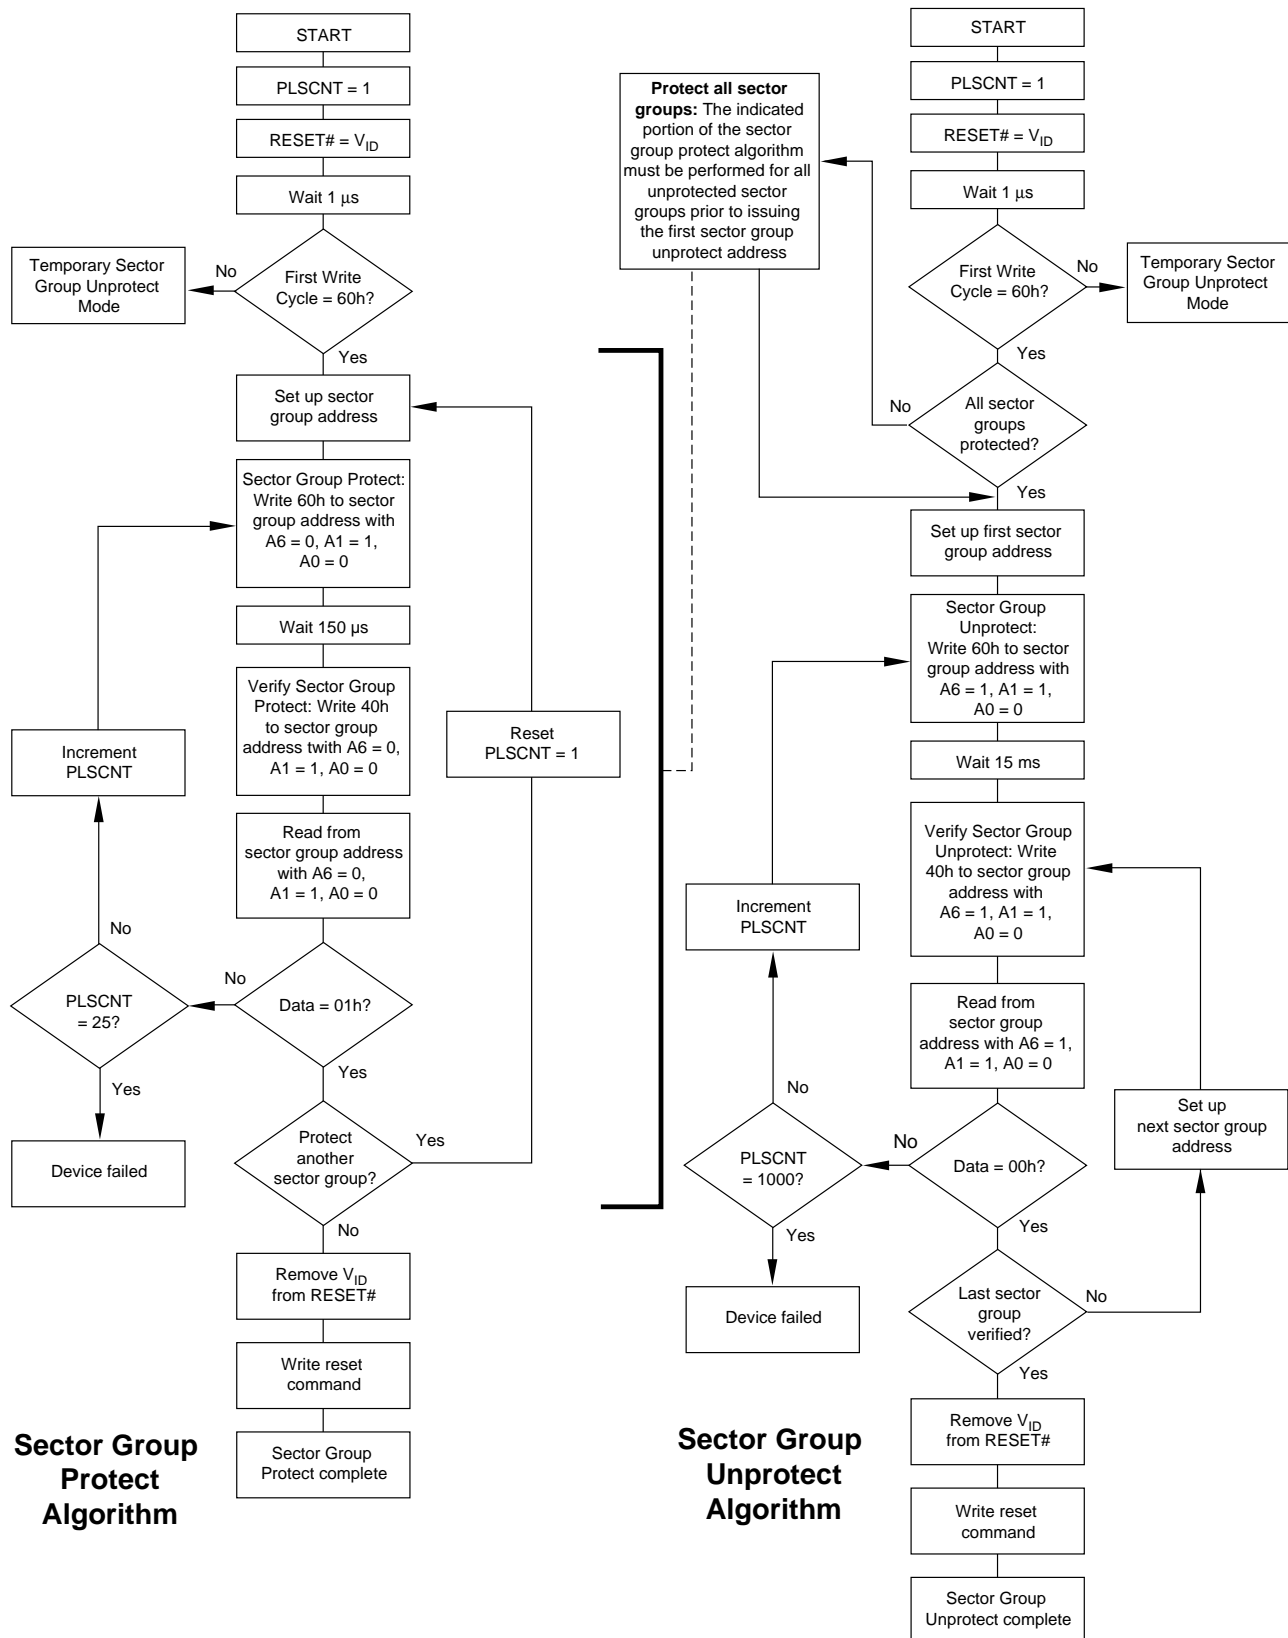 START
PLSCNT = 1
RESET# = VID
Wait 1 μs
First Write
Cycle = 60h?
No
Temporary Sector
Group Unprotect
Mode
Yes
Set up sector
group address
Sector Group Protect:
Write 60h to sector
group address with
A6 = 0, A1 = 1,
A0 = 0
Wait 150 µs
Verify Sector Group
Protect: Write 40h
to sector group
address twith A6 = 0,
A1 = 1, A0 = 0
Increment
PLSCNT
Reset
PLSCNT = 1
Read from
sector group address
with A6 = 0,
A1 = 1, A0 = 0
No
No
PLSCNT
= 25?
Data = 01h?
Yes
Yes
Device failed
Protect
another
sector group?
Yes
No
Remove VID
from RESET#
Write reset
command
Sector Group
Protect complete
Sector Group
Protect
Algorithm
Protect all sector
groups: The indicated
portion of the sector
group protect algorithm
must be performed for all
unprotected sector
groups prior to issuing
the first sector group
unprotect address
START
PLSCNT = 1
RESET# = VID
Wait 1 μs
First Write
Cycle = 60h?
No
Temporary Sector
Group Unprotect
Mode
Yes
No
All sector
groups
protected?
Yes
Set up first sector
group address
Sector Group
Unprotect:
Write 60h to sector
group address with
A6 = 1, A1 = 1,
A0 = 0
Wait 15 ms
Verify Sector Group
Unprotect: Write
40h to sector group
address with
A6 = 1, A1 = 1,
A0 = 0
Increment
PLSCNT
Read from
sector group
address with A6 = 1,
A1 = 1, A0 = 0
No
No
PLSCNT
= 1000?
Data = 00h?
Set up
next sector group
address
Yes
Yes
Device failed
Last sector
group
verified?
No
Yes
Remove VID
from RESET#
Write reset
command
Sector Group
Unprotect complete
Sector Group
Unprotect
Algorithm